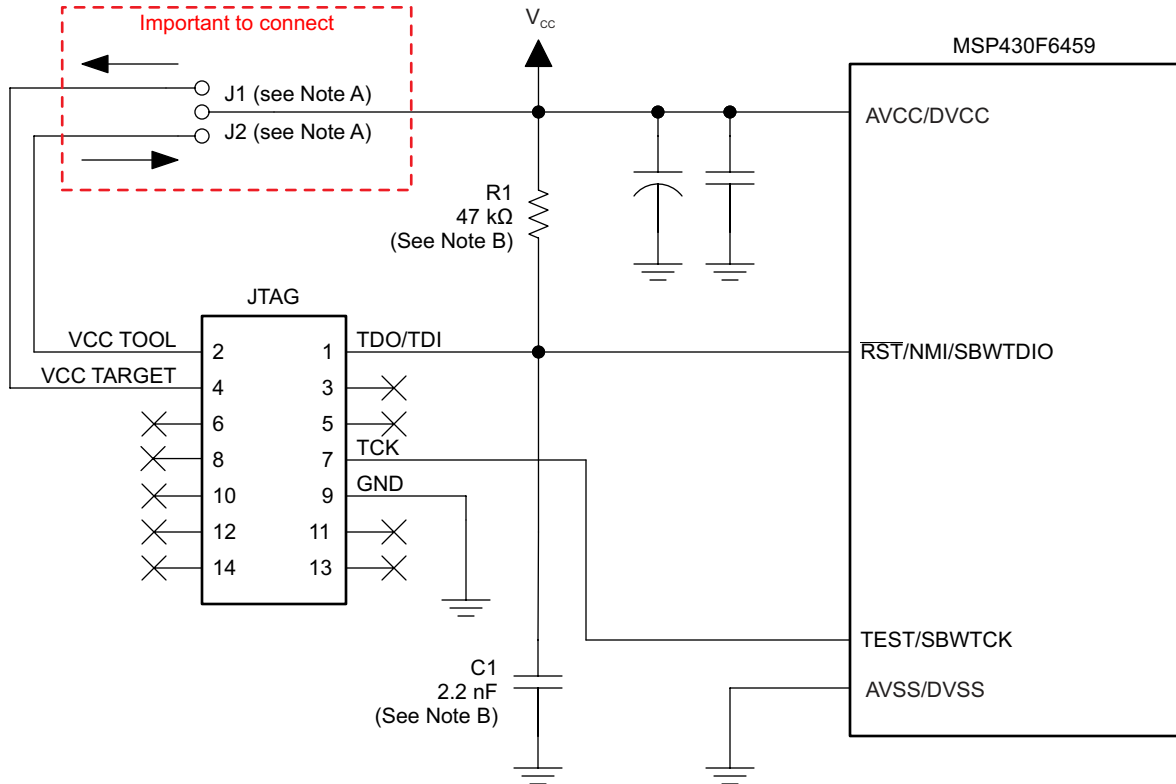 Important to connect
V_CC
MSP430F6459
J1 (see Note A)
J2 (see Note A)
AVCC/DVCC
R1
47 kΩ
(See Note B)
JTAG
VCC TOOL
2
1
TDO/TDI
R̅S̅T̅/NMI/SBWTDIO
VCC TARGET
4
3
6
5
8
7
TCK
10
9
GND
12
11
14
13
TEST/SBWTCK
C1
2.2 nF
(See Note B)
AVSS/DVSS